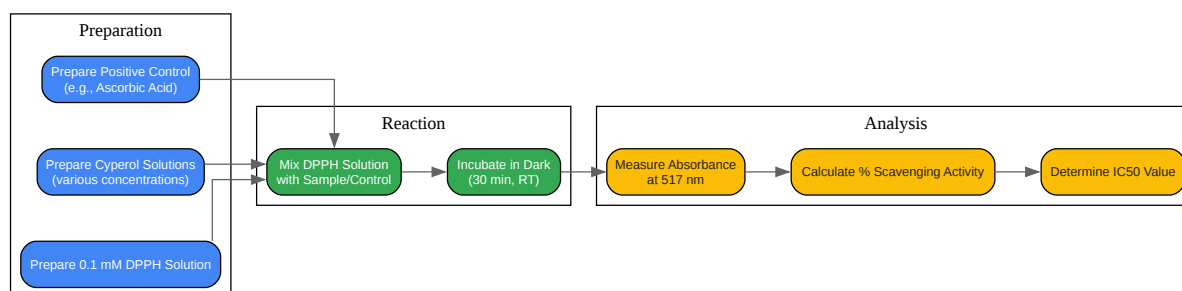 Preparation
Prepare Positive Control
(e.g., Ascorbic Acid)
Prepare Cyperol Solutions
(various concentrations)
Prepare 0.1 mM DPPH Solution
Reaction
Mix DPPH Solution
with Sample/Control
Incubate in Dark
(30 min, RT)
Analysis
Measure Absorbance
at 517 nm
Calculate % Scavenging Activity
Determine IC50 Value